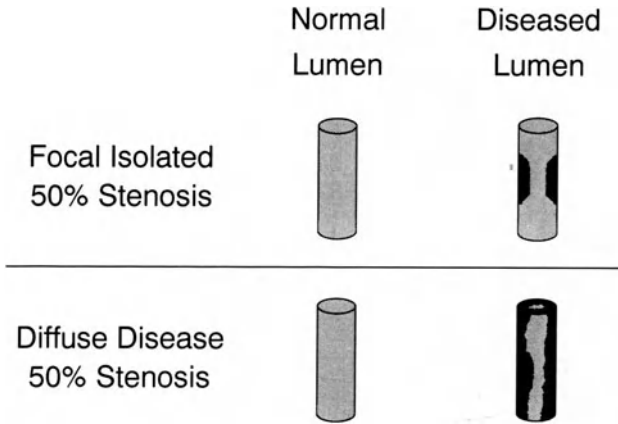 Normal
Lumen
Diseased
Lumen
Focal Isolated
50% Stenosis
Diffuse Disease
50% Stenosis